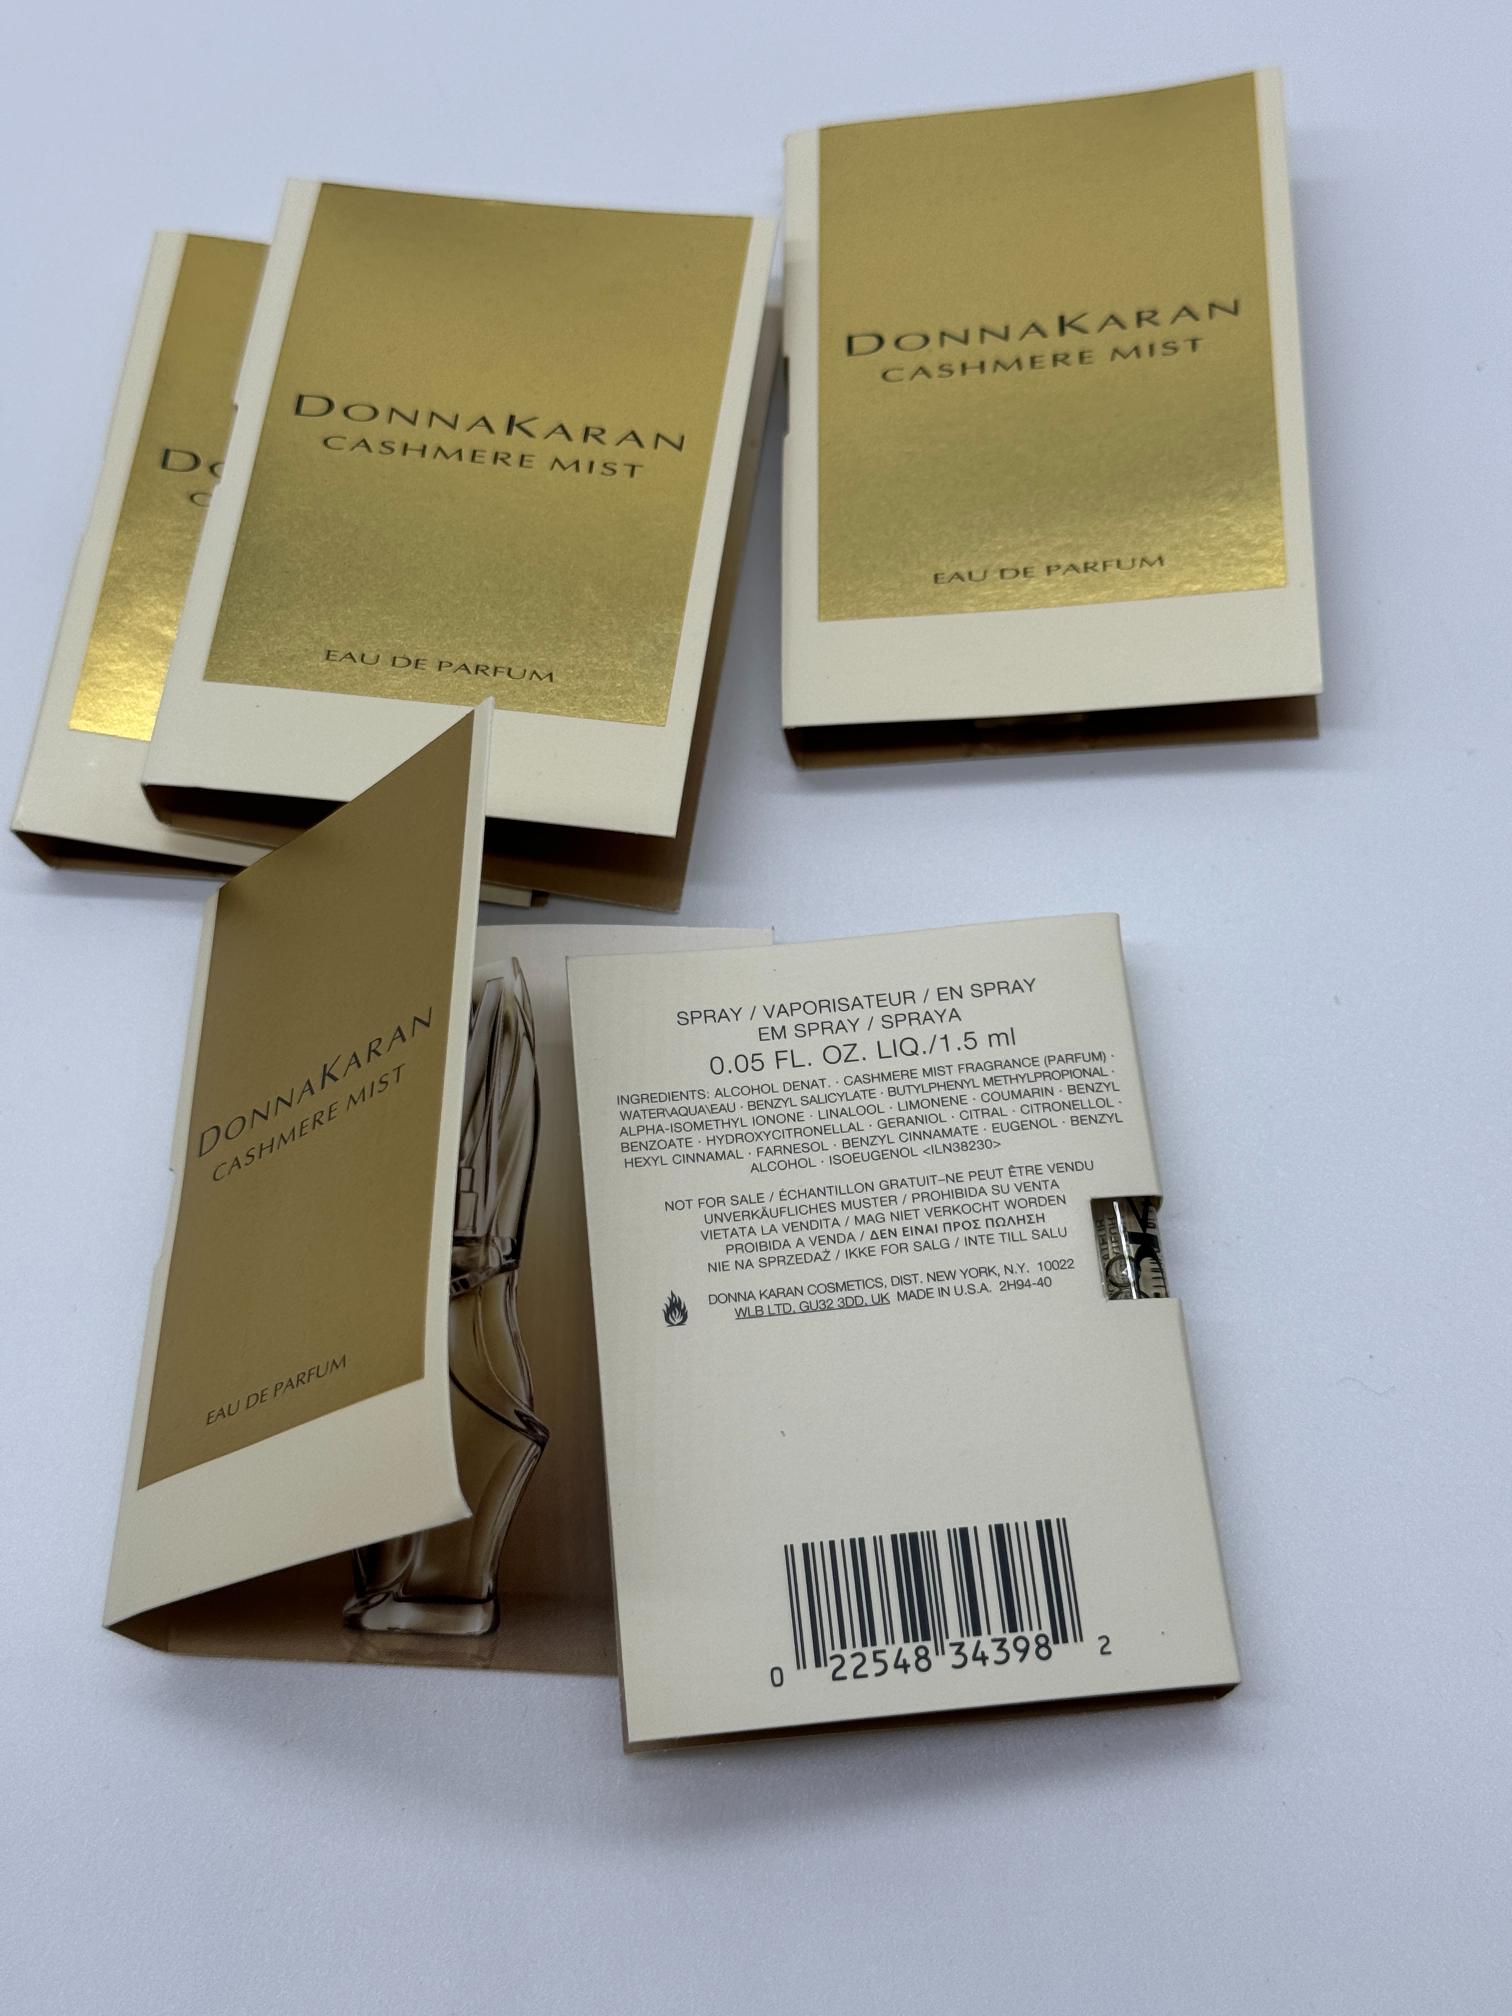 DONNAKARAN
CASHMERE MIST
EAU DE PARFUM
DONNAKARAN
CASHMERE MIST
EAU DE PARFUM
DONNAKARAN
CASHMERE MIST
EAU DE PARFUM
SPRAY / VAPORISATEUR / EN SPRAY
EM SPRAY / SPRAYA
0.05 FL. OZ. LIQ./1.5 ml
INGREDIENTS: ALCOHOL DENAT. · CASHMERE MIST FRAGRANCE (PARFUM) ·
WATER\AQUA\EAU · BENZYL SALICYLATE · BUTYLPHENYL METHYLPROPIONAL ·
ALPHA-ISOMETHYL IONONE · LINALOOL · LIMONENE · COUMARIN · BENZYL
BENZOATE · HYDROXYCITRONELLAL · GERANIOL · CITRAL · CITRONELLOL ·
HEXYL CINNAMAL · FARNESOL · BENZYL CINNAMATE · EUGENOL · BENZYL
ALCOHOL · ISOEUGENOL <ILN38230>
NOT FOR SALE / ÉCHANTILLON GRATUIT–NE PEUT ÊTRE VENDU
UNVERKÄUFLICHES MUSTER / PROHIBIDA SU VENTA
VIETATA LA VENDITA / MAG NIET VERKOCHT WORDEN
PROIBIDA A VENDA / ΔΕΝ ΕΙΝΑΙ ΠΡΟΣ ΠΩΛΗΣΗ
NIE NA SPRZEDAŻ / IKKE FOR SALG / INTE TILL SALU
DONNA KARAN COSMETICS, DIST. NEW YORK, N.Y. 10022
WLB LTD, GU32 3DD, UK MADE IN U.S.A. 2H94-40
0 22548 34398 2